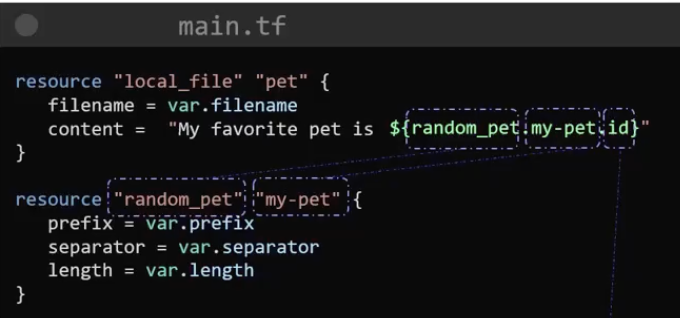 main.tf
resource "local_file" "pet" {
filename = var.filename
content = "My favorite pet is ${random_pet.my-pet.id}"
}
resource "random_pet" "my-pet" {
prefix = var.prefix
separator = var.separator
length = var.length
}